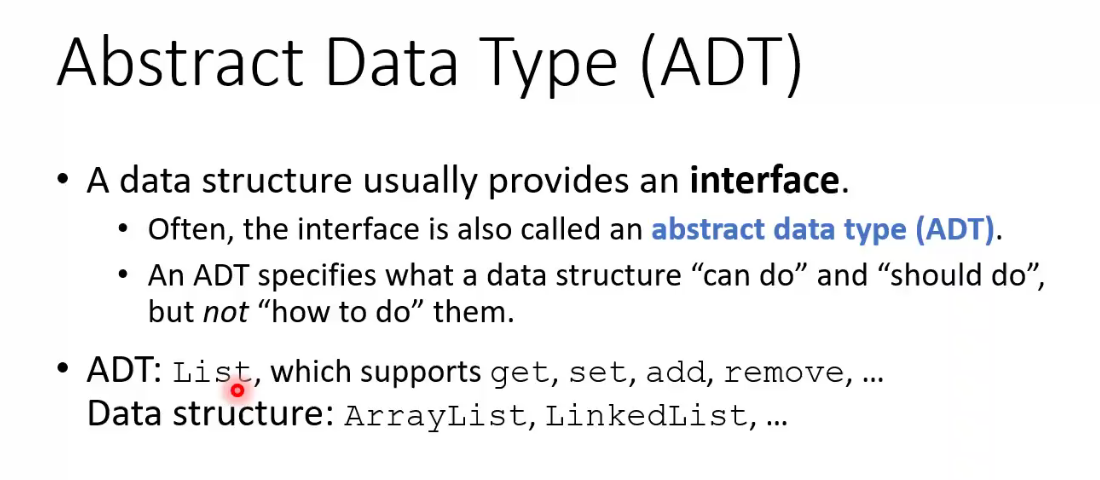 Abstract Data Type (ADT)
• A data structure usually provides an interface.
• Often, the interface is also called an abstract data type (ADT).
• An ADT specifies what a data structure “can do” and “should do”,
but not “how to do” them.
• ADT: List, which supports get, set, add, remove, …
Data structure: ArrayList, LinkedList, …